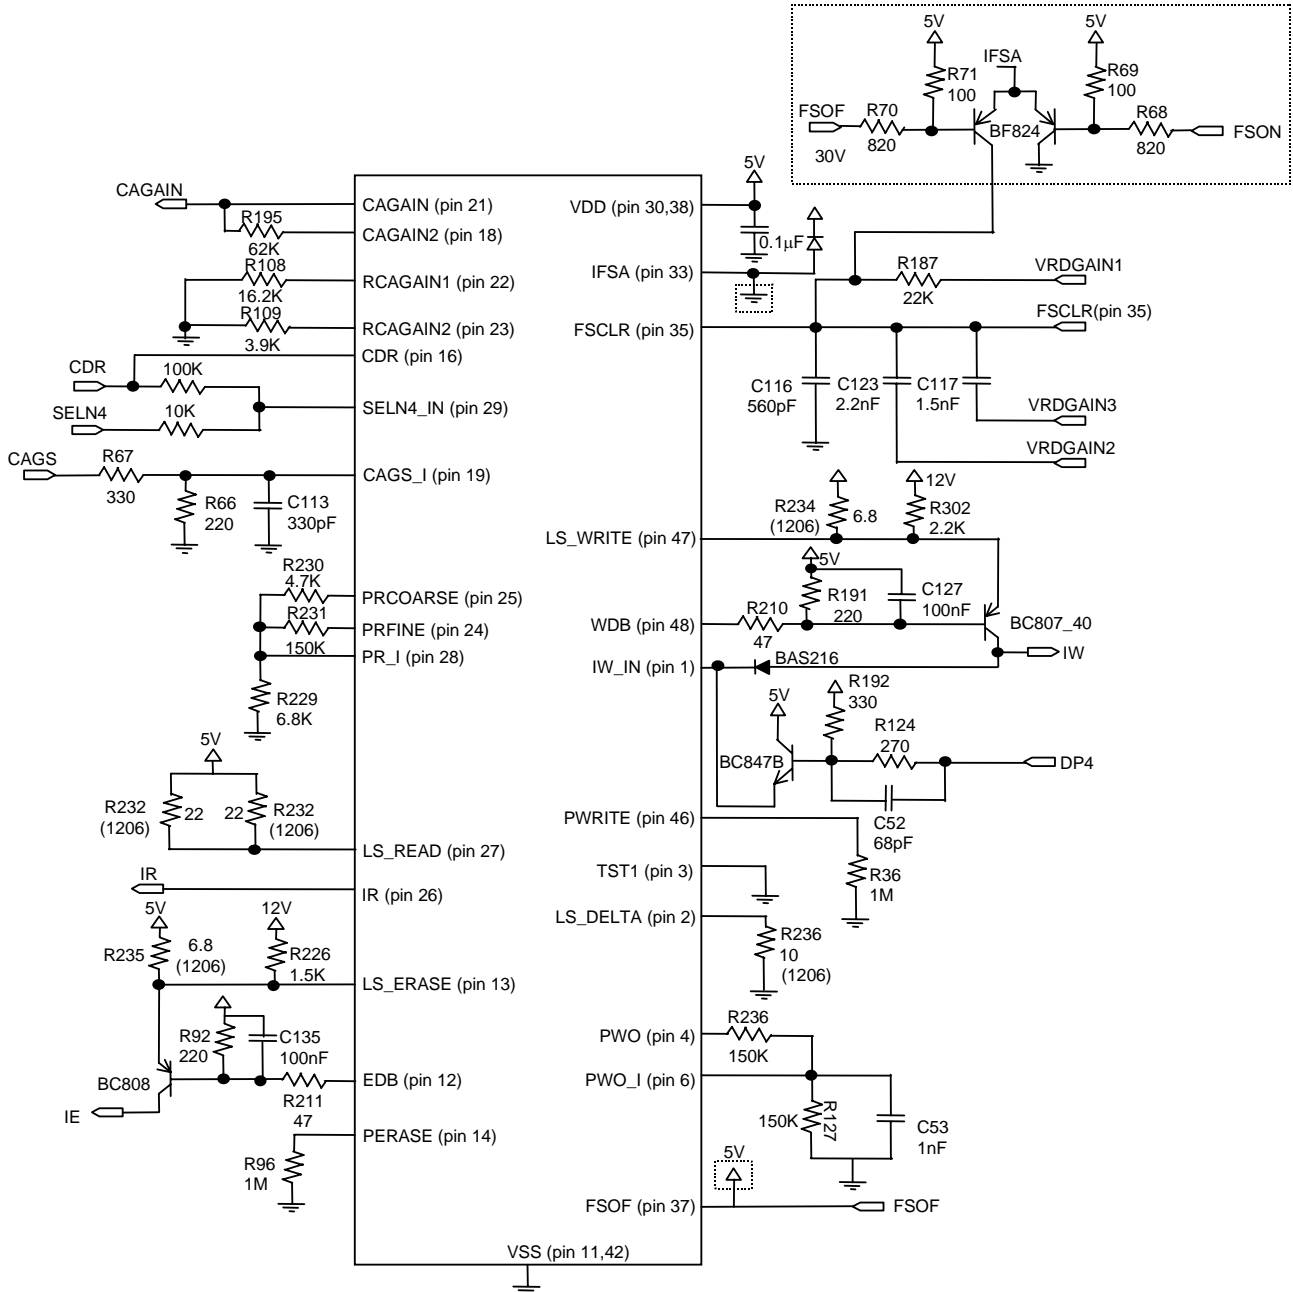 5V
5V
IFSA
R71
100
R69
100
FSOF
R70
820
30V
BF824
R68
820
FSON
CAGAIN
CAGAIN (pin 21)
R195
62K
CAGAIN2 (pin 18)
R108
16.2K
RCAGAIN1 (pin 22)
R109
3.9K
RCAGAIN2 (pin 23)
CDR (pin 16)
CDR
100K
SELN4
10K
SELN4_IN (pin 29)
CAGS
R67
330
CAGS_I (pin 19)
R66
220
C113
330pF
R230
4.7K
PRCOARSE (pin 25)
R231
150K
PRFINE (pin 24)
PR_I (pin 28)
R229
6.8K
5V
R232
(1206)
22
22
R232
(1206)
LS_READ (pin 27)
IR
IR (pin 26)
5V
12V
R235
6.8
(1206)
R226
1.5K
LS_ERASE (pin 13)
R92
220
C135
100nF
BC808
EDB (pin 12)
R211
47
IE
PERASE (pin 14)
R96
1M
VSS (pin 11,42)
5V
VDD (pin 30,38)
0.1μF
IFSA (pin 33)
R187
22K
VRDGAIN1
FSCLR (pin 35)
FSCLR(pin 35)
C116
560pF
C123
2.2nF
C117
1.5nF
VRDGAIN3
VRDGAIN2
R234
(1206)
6.8
12V
R302
2.2K
LS_WRITE (pin 47)
5V
R191
220
C127
100nF
WDB (pin 48)
R210
47
BC807_40
IW_IN (pin 1)
BAS216
IW
5V
R192
330
R124
270
BC847B
DP4
C52
68pF
PWRITE (pin 46)
R36
1M
TST1 (pin 3)
LS_DELTA (pin 2)
R236
10
(1206)
PWO (pin 4)
R236
150K
PWO_I (pin 6)
150K
R127
C53
1nF
5V
FSOF (pin 37)
FSOF